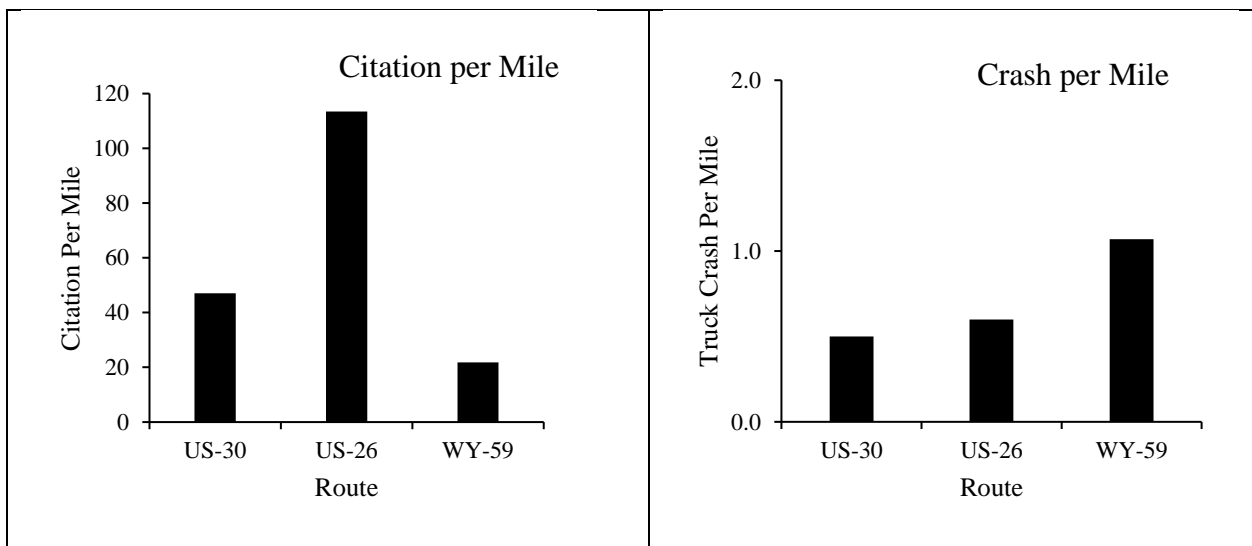 Citation per Mile
Citation Per Mile
120
100
80
60
40
20
0
US-30 US-26 WY-59
Route
Crash per Mile
Truck Crash Per Mile
2.0
1.0
0.0
US-30 US-26 WY-59
Route